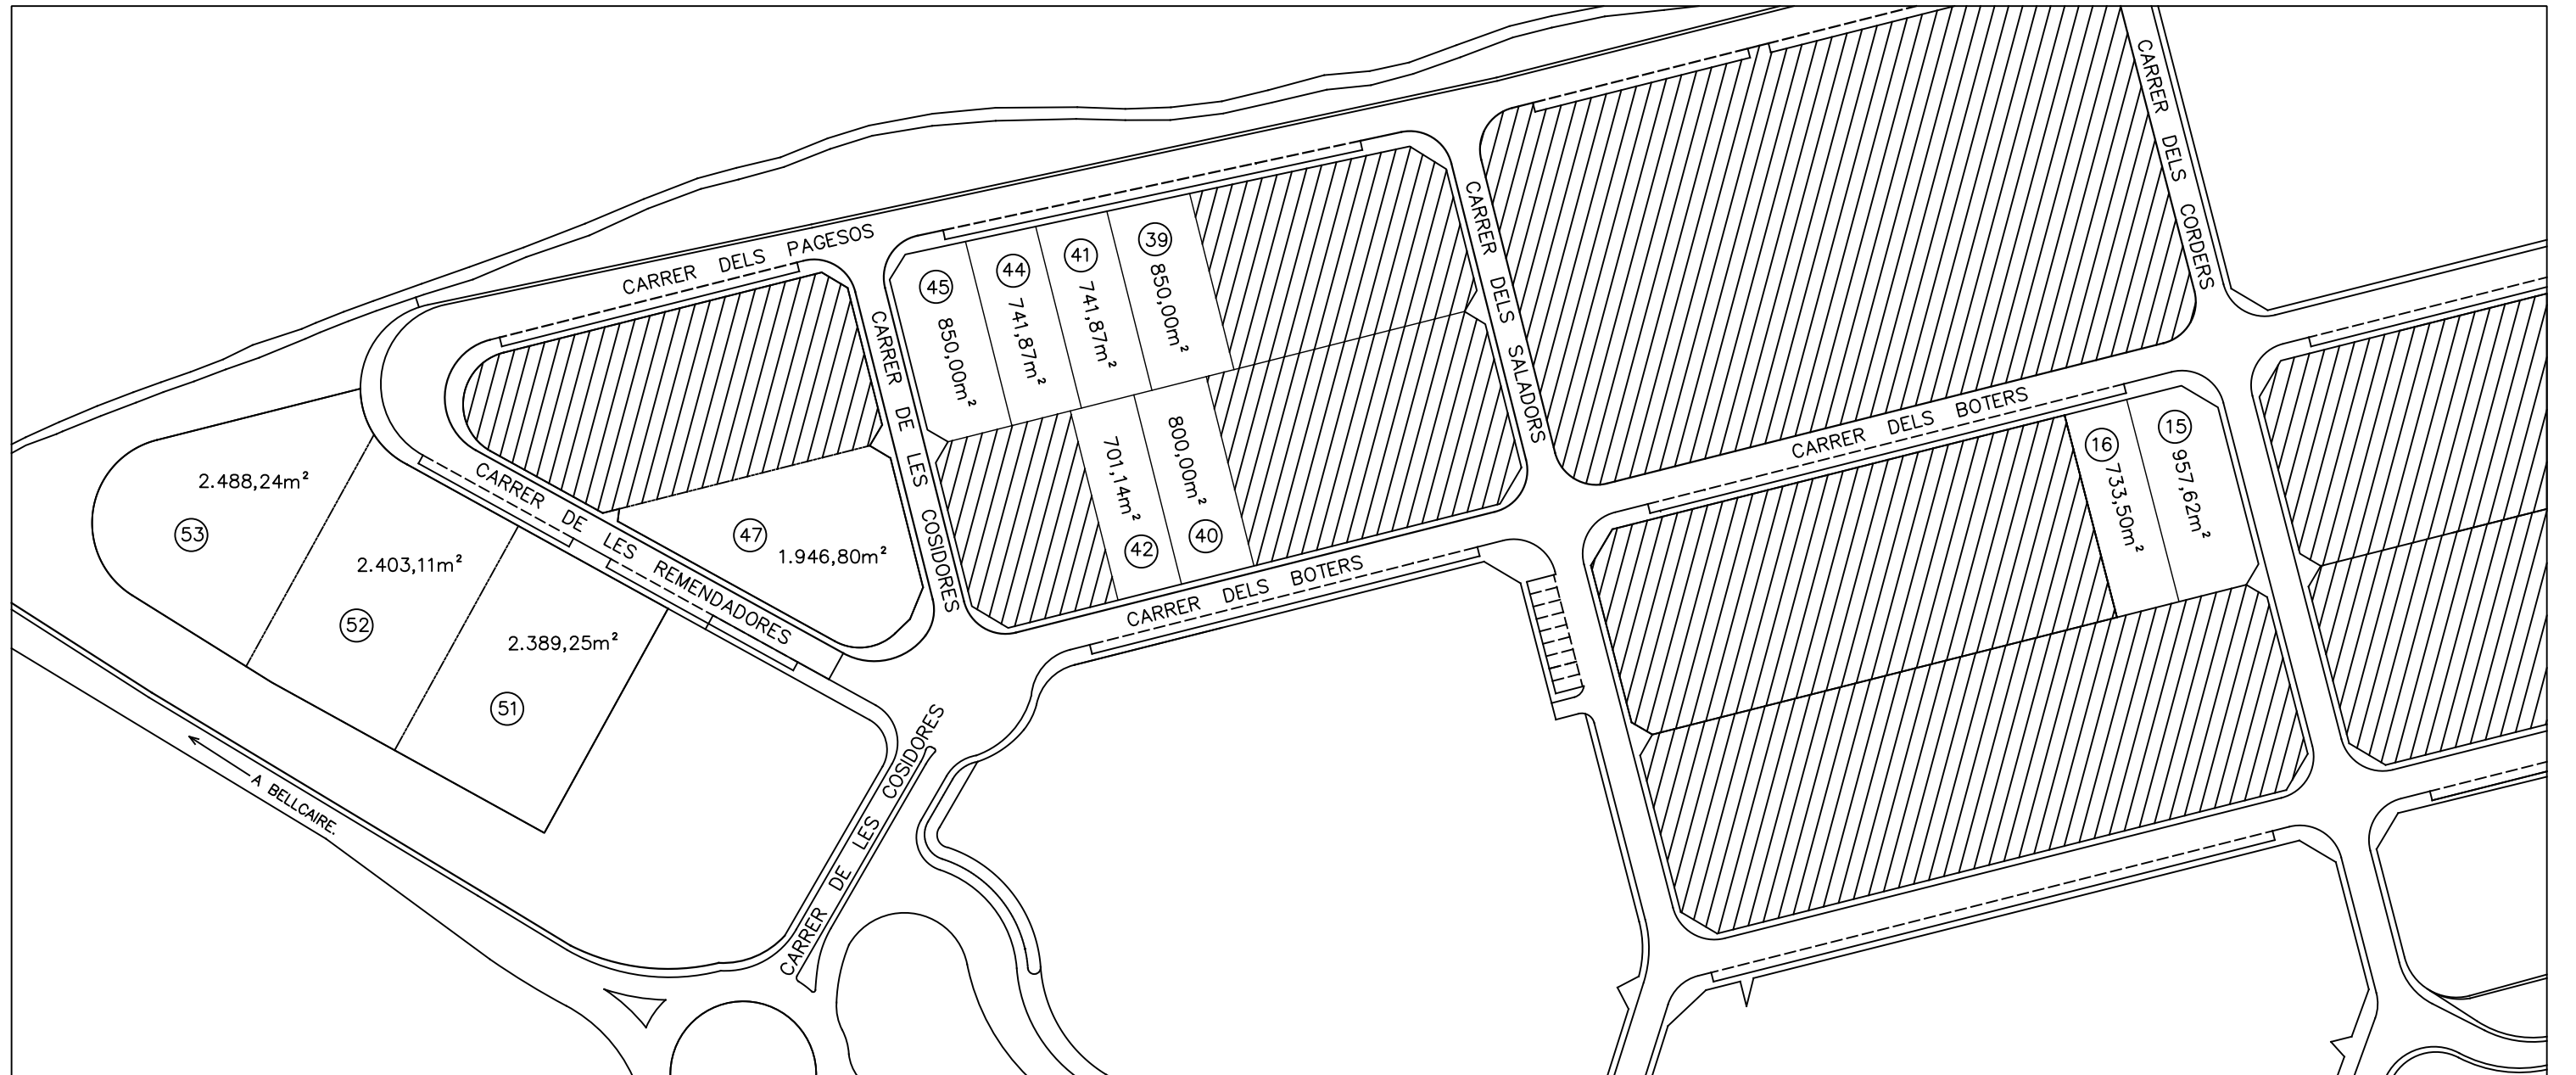 CARRER DELS CORDERS
CARRER DELS PAGESOS
CARRER DELS SALADORS
39
850,00m²
41
741,87m²
44
741,87m²
45
850,00m²
CARRER DE LES COSIDORES
CARRER DELS BOTERS
15
957,62m²
16
733,50m²
800,00m²
40
701,14m²
42
2.488,24m²
53
CARRER DE LES REMENDADORES
47
1.946,80m²
2.403,11m²
52
CARRER DELS BOTERS
2.389,25m²
51
CARRER DE LES COSIDORES
A BELLCAIRE.